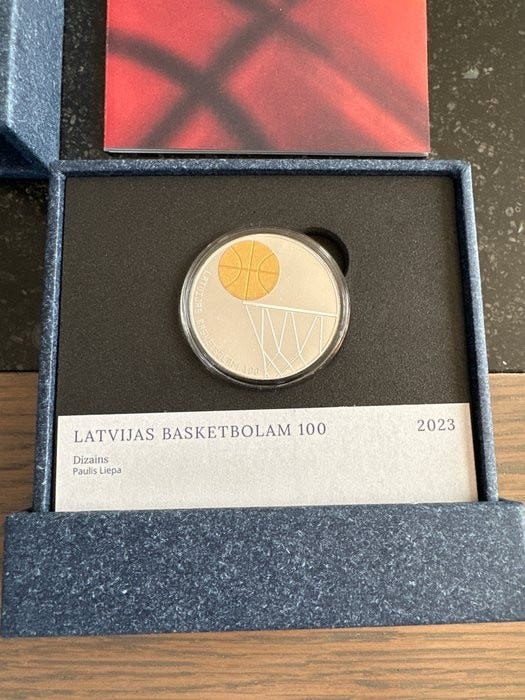 LATVIJAS BASKETBOLAM 100
2023
Dizains
Paulis Liepa